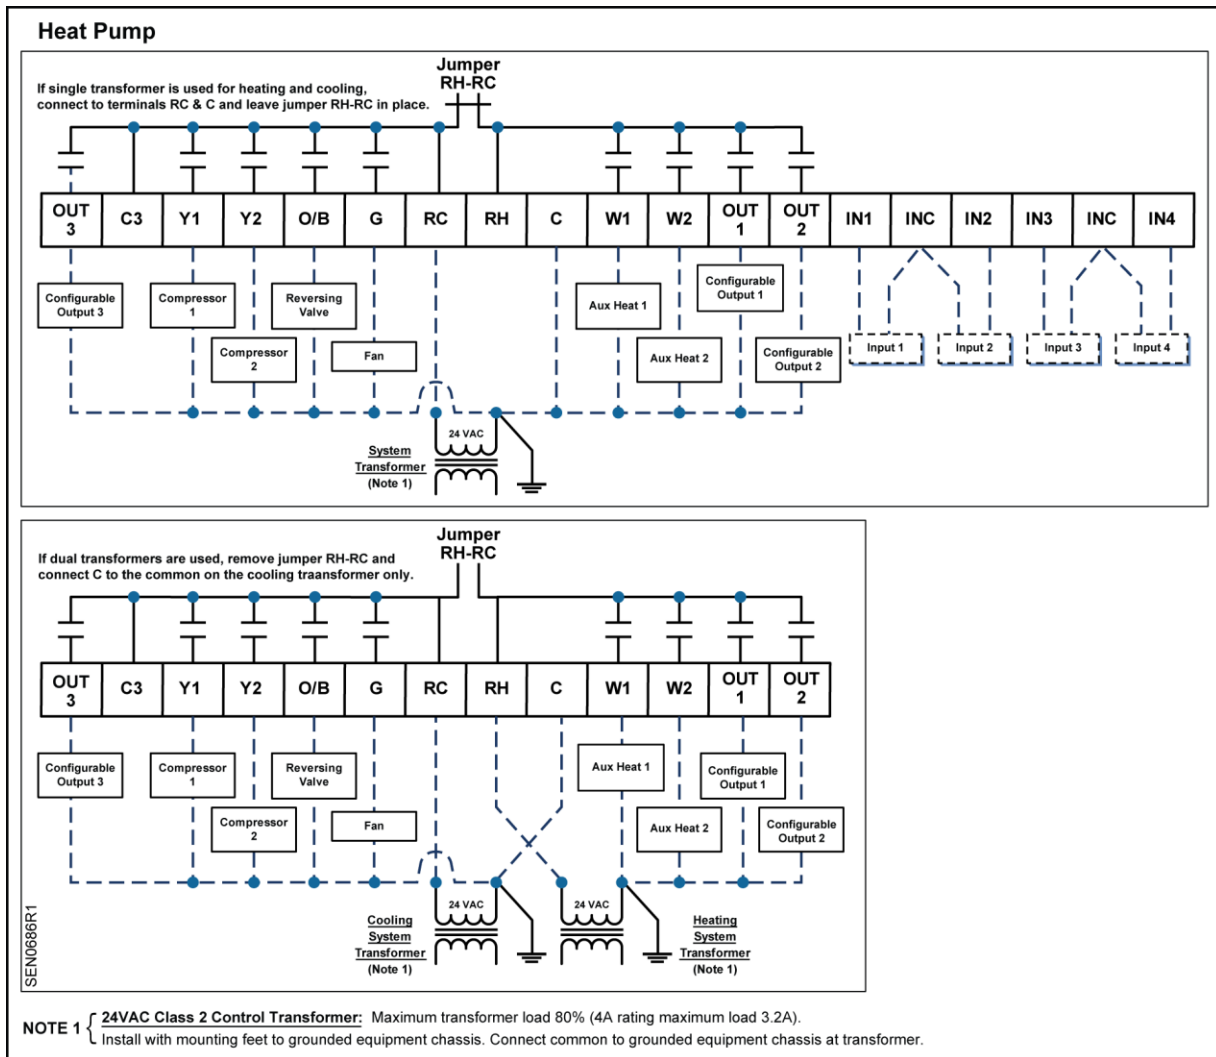 Heat Pump
If single transformer is used for heating and cooling,
connect to terminals RC & C and leave jumper RH-RC in place.
Jumper
RH-RC
OUT 3 C3 Y1 Y2 O/B G RC RH C W1 W2 OUT 1 OUT 2 IN1 INC IN2 IN3 INC IN4
Configurable
Output 3
Compressor
1
Compressor
2
Reversing
Valve
Fan
Aux Heat 1
Aux Heat 2
Configurable
Output 1
Configurable
Output 2
Input 1
Input 2
Input 3
Input 4
24 VAC
System
Transformer
(Note 1)
If dual transformers are used, remove jumper RH-RC and
connect C to the common on the cooling traansformer only.
Jumper
RH-RC
OUT 3 C3 Y1 Y2 O/B G RC RH C W1 W2 OUT 1 OUT 2
Configurable
Output 3
Compressor
1
Compressor
2
Reversing
Valve
Fan
Aux Heat 1
Aux Heat 2
Configurable
Output 1
Configurable
Output 2
Cooling
System
Transformer
(Note 1)
24 VAC
24 VAC
Heating
System
Transformer
(Note 1)
SEN0686R1
NOTE 1 { 24VAC Class 2 Control Transformer: Maximum transformer load 80% (4A rating maximum load 3.2A).
Install with mounting feet to grounded equipment chassis. Connect common to grounded equipment chassis at transformer.